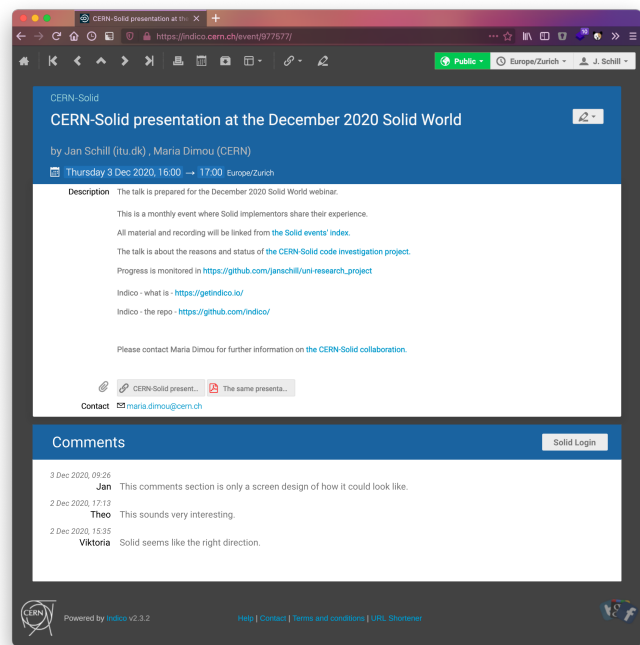 CERN-Solid presentation at the
https://indico.cern.ch/event/977577/
Public
Europe/Zurich
J. Schill
CERN-Solid
CERN-Solid presentation at the December 2020 Solid World
by Jan Schill (itu.dk) , Maria Dimou (CERN)
Thursday 3 Dec 2020, 16:00 → 17:00 Europe/Zurich
Description The talk is prepared for the December 2020 Solid World webinar.
This is a monthly event where Solid implementors share their experience.
All material and recording will be linked from the Solid events' index.
The talk is about the reasons and status of the CERN-Solid code investigation project.
Progress is monitored in https://github.com/janschill/uni-research_project
Indico - what is - https://getindico.io/
Indico - the repo - https://github.com/indico/
Please contact Maria Dimou for further information on the CERN-Solid collaboration.
CERN-Solid present... The same presenta...
Contact maria.dimou@cern.ch
Comments
Solid Login
3 Dec 2020, 09:26
Jan This comments section is only a screen design of how it could look like.
2 Dec 2020, 17:13
Theo This sounds very interesting.
2 Dec 2020, 15:35
Viktoria Solid seems like the right direction.
CERN
Powered by Indico v2.3.2
Help | Contact | Terms and conditions | URL Shortener